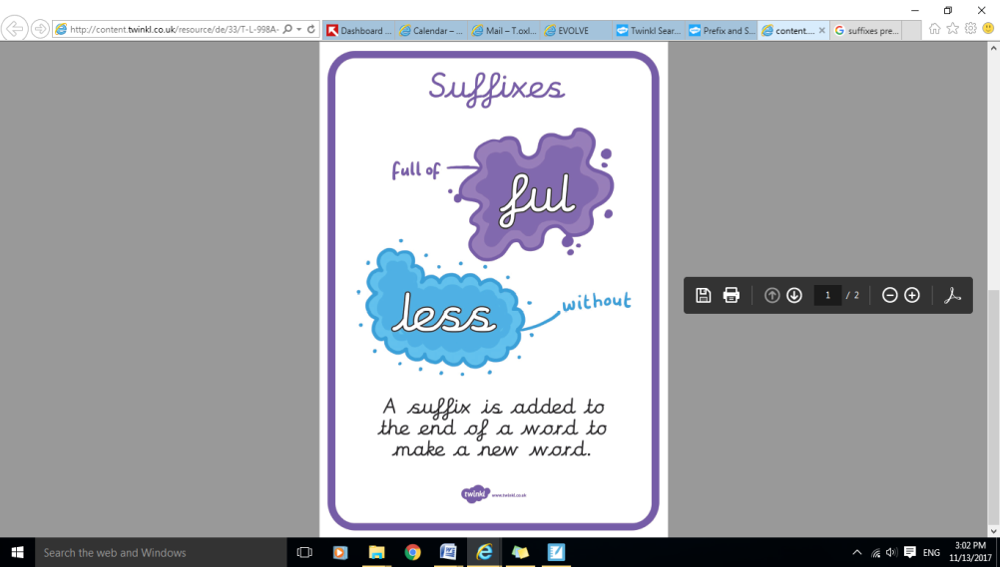 http://content.twinkl.co.uk/resource/de/33/T-L-998A-
Dashboard ...
Calendar – ...
Mail – T.oxl...
EVOLVE
Twinkl Sear...
Prefix and S...
content....
suffixes pre...
Suffixes
full of
ful
less
without
1 / 2
A suffix is added to
the end of a word to
make a new word.
twinkl www.twinkl.co.uk
Search the web and Windows
ENG
3:02 PM
11/13/2017